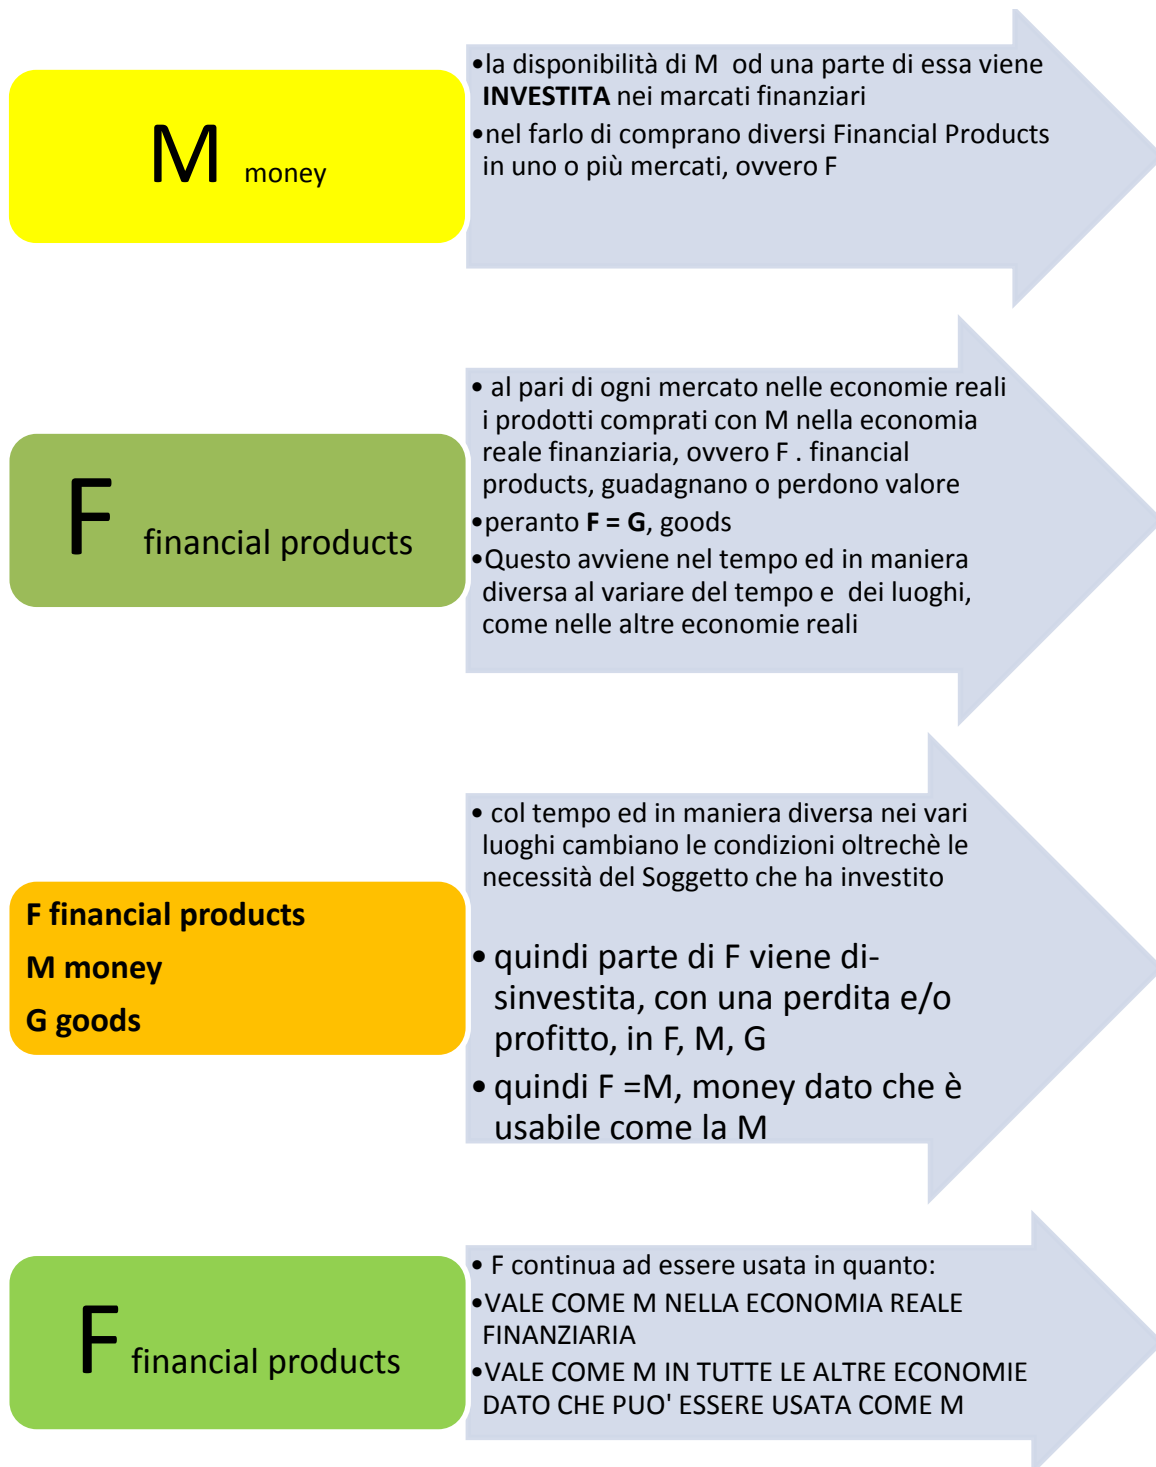 M money
•la disponibilità di M od una parte di essa viene
INVESTITA nei marcati finanziari
•nel farlo di comprano diversi Financial Products
in uno o più mercati, ovvero F
F financial products
• al pari di ogni mercato nelle economie reali
i prodotti comprati con M nella economia
reale finanziaria, ovvero F . financial
products, guadagnano o perdono valore
•peranto F = G, goods
•Questo avviene nel tempo ed in maniera
diversa al variare del tempo e dei luoghi,
come nelle altre economie reali
F financial products
M money
G goods
• col tempo ed in maniera diversa nei vari
luoghi cambiano le condizioni oltrechè le
necessità del Soggetto che ha investito
• quindi parte di F viene di-
sinvestita, con una perdita e/o
profitto, in F, M, G
• quindi F =M, money dato che è
usabile come la M
F financial products
• F continua ad essere usata in quanto:
•VALE COME M NELLA ECONOMIA REALE
FINANZIARIA
•VALE COME M IN TUTTE LE ALTRE ECONOMIE
DATO CHE PUO' ESSERE USATA COME M